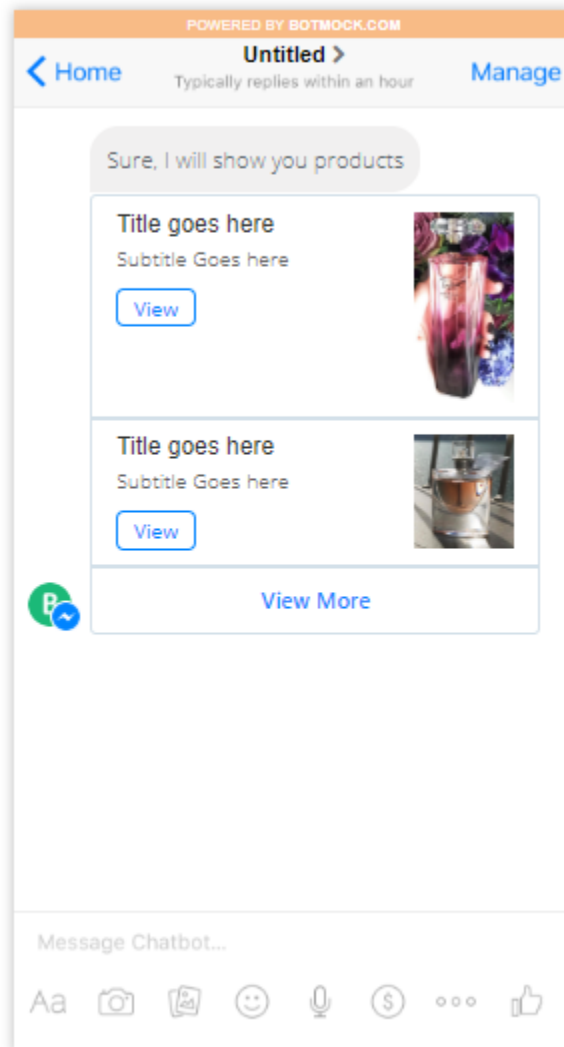 POWERED BY BOTMOCK.COM
Home
Untitled
Manage
Typically replies within an hour
Sure, I will show you products
Title goes here
Subtitle Goes here
View
Title goes here
Subtitle Goes here
View
View More
B
Message Chatbot...
Aa
$